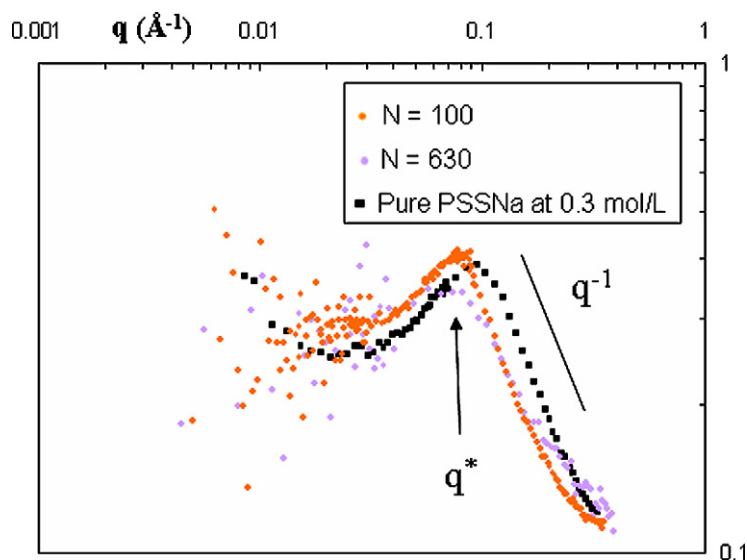 0.001 q (Å-1) 0.01 0.1 1
1
N = 100
N = 630
Pure PSSNa at 0.3 mol/L
q-1
q*
0.1